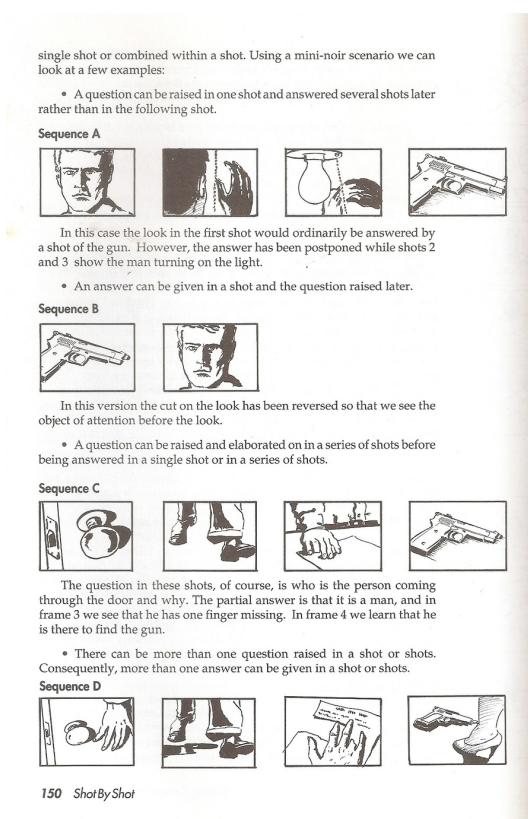 single shot or combined within a shot. Using a mini-noir scenario we can
look at a few examples:
• A question can be raised in one shot and answered several shots later
rather than in the following shot.
Sequence A
In this case the look in the first shot would ordinarily be answered by
a shot of the gun. However, the answer has been postponed while shots 2
and 3 show the man turning on the light.
• An answer can be given in a shot and the question raised later.
Sequence B
In this version the cut on the look has been reversed so that we see the
object of attention before the look.
• A question can be raised and elaborated on in a series of shots before
being answered in a single shot or in a series of shots.
Sequence C
The question in these shots, of course, is who is the person coming
through the door and why. The partial answer is that it is a man, and in
frame 3 we see that he has one finger missing. In frame 4 we learn that he
is there to find the gun.
• There can be more than one question raised in a shot or shots.
Consequently, more than one answer can be given in a shot or shots.
Sequence D
150 Shot By Shot